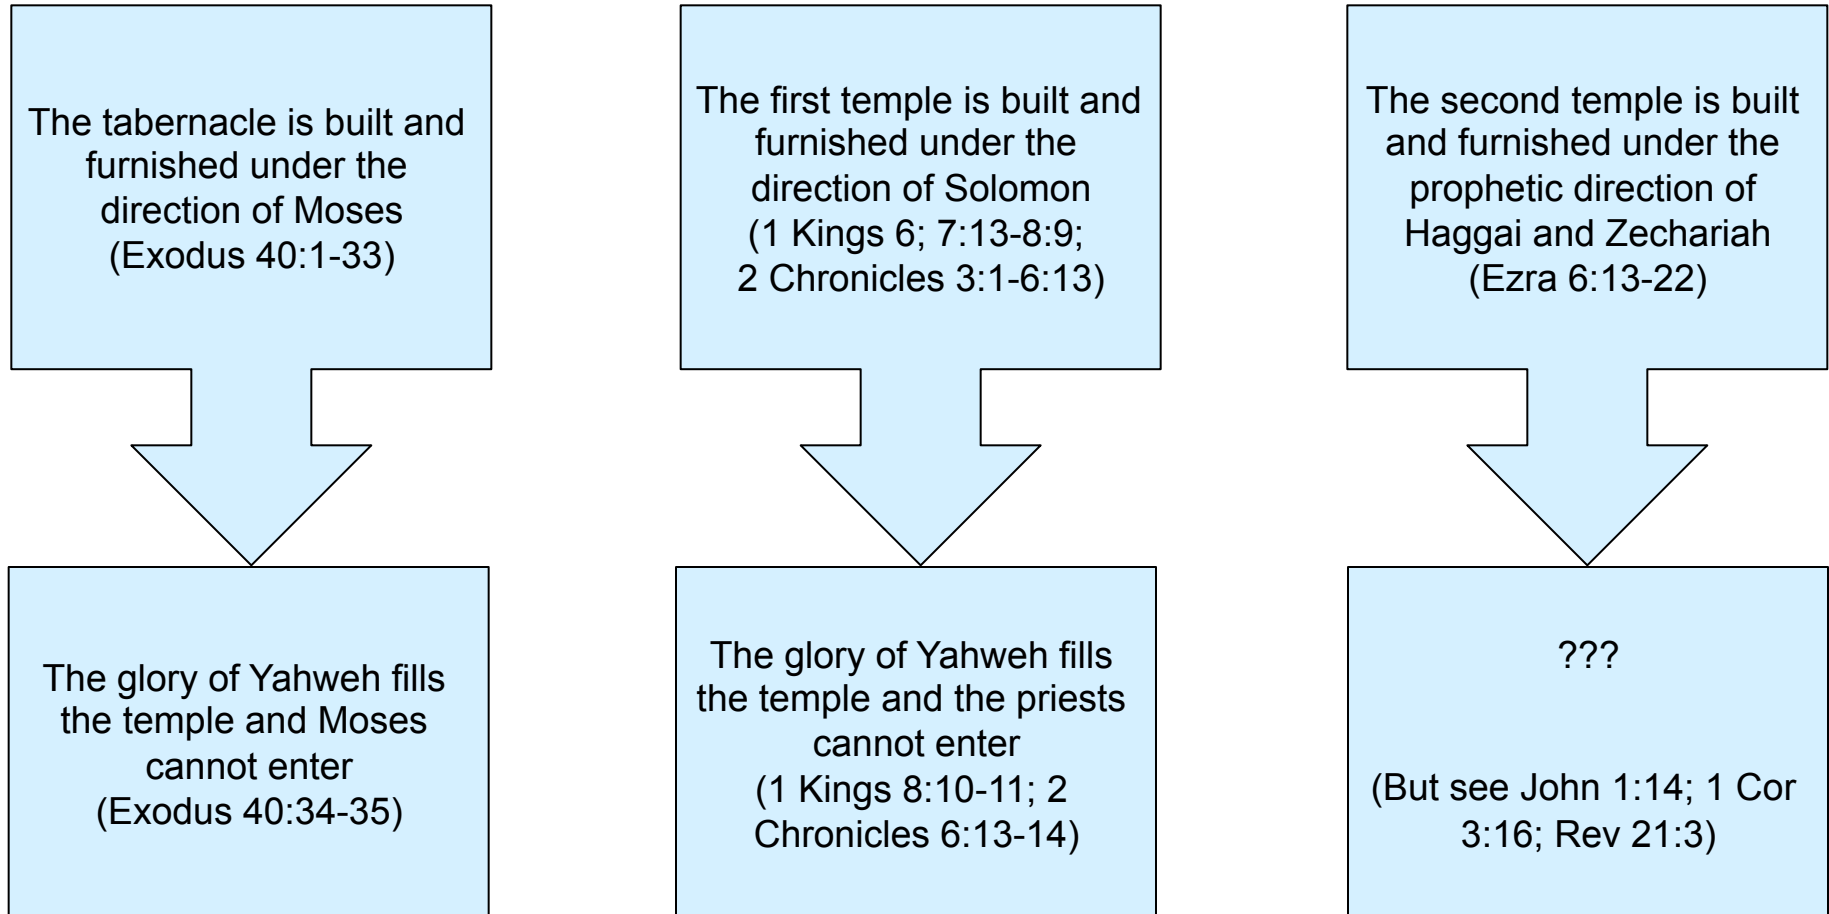 The tabernacle is built and
furnished under the
direction of Moses
(Exodus 40:1-33)
The first temple is built and
furnished under the
direction of Solomon
(1 Kings 6; 7:13-8:9;
2 Chronicles 3:1-6:13)
The second temple is built
and furnished under the
prophetic direction of
Haggai and Zechariah
(Ezra 6:13-22)
The glory of Yahweh fills
the temple and Moses
cannot enter
(Exodus 40:34-35)
The glory of Yahweh fills
the temple and the priests
cannot enter
(1 Kings 8:10-11; 2
Chronicles 6:13-14)
???
(But see John 1:14; 1 Cor
3:16; Rev 21:3)